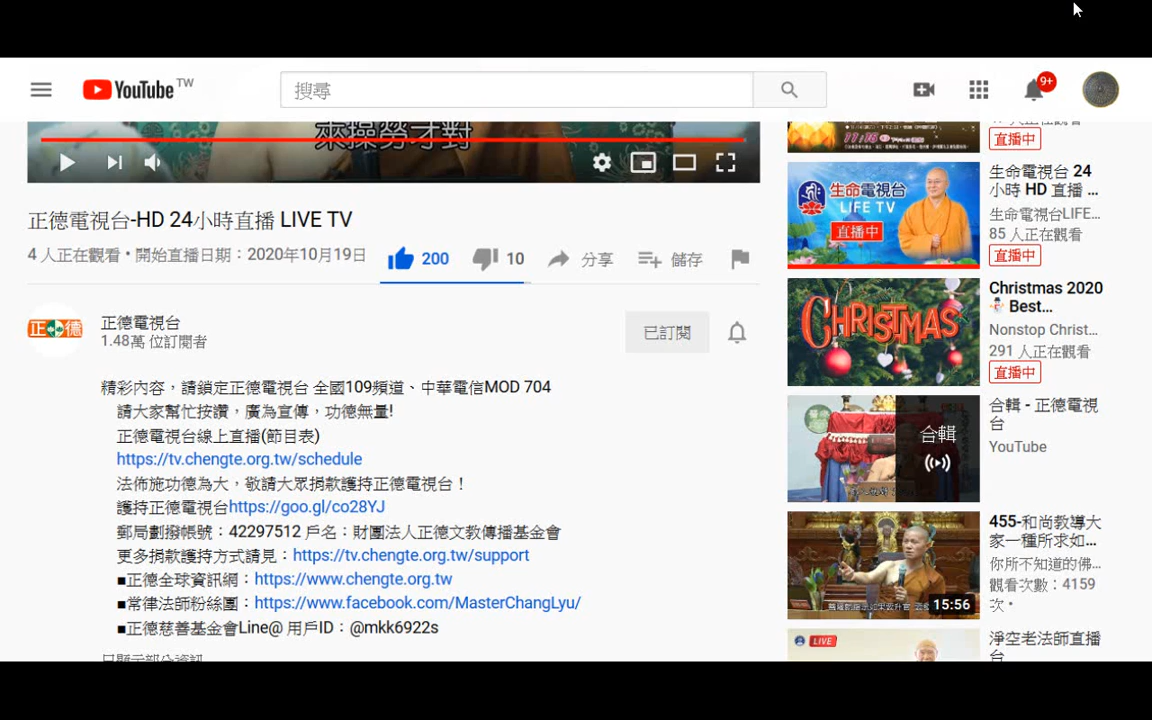 YouTube TW
搜尋
9+
來操勞才對
正德電視台-HD 24小時直播 LIVE TV
4 人正在觀看 • 開始直播日期：2020年10月19日
200
10
分享
儲存
正德
正德電視台
1.48萬 位訂閱者
已訂閱
精彩內容，請鎖定正德電視台 全國109頻道、中華電信MOD 704
請大家幫忙按讚，廣為宣傳，功德無量!
正德電視台線上直播(節目表)
https://tv.chengte.org.tw/schedule
法佈施功德為大，敬請大眾捐款護持正德電視台！
護持正德電視台https://goo.gl/co28YJ
郵局劃撥帳號：42297512 戶名：財團法人正德文教傳播基金會
更多捐款護持方式請見：https://tv.chengte.org.tw/support
■正德全球資訊網：https://www.chengte.org.tw
■常律法師粉絲團：https://www.facebook.com/MasterChangLyu/
■正德慈善基金會Line@ 用戶ID：@mkk6922s
只顯示部分資訊
直播中
生命電視台
LIFE TV
直播中
生命電視台 24
小時 HD 直播 ...
生命電視台LIFE...
85 人正在觀看
直播中
CHRISTMAS
Christmas 2020
⛄ Best...
Nonstop Christ...
291 人正在觀看
直播中
合輯
合輯 - 正德電視
台
YouTube
15:56
455-和尚教導大
家一種所求如...
你所不知道的佛...
觀看次數：4159
次 •
LIVE
淨空老法師直播
台